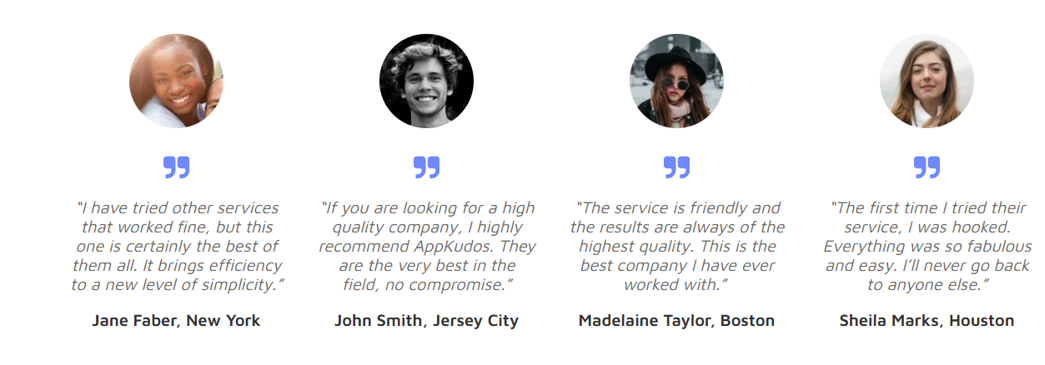 “I have tried other services
that worked fine, but this
one is certainly the best of
them all. It brings efficiency
to a new level of simplicity.”
Jane Faber, New York
“If you are looking for a high
quality company, I highly
recommend AppKudos. They
are the very best in the
field, no compromise.”
John Smith, Jersey City
“The service is friendly and
the results are always of the
highest quality. This is the
best company I have ever
worked with.”
Madelaine Taylor, Boston
“The first time I tried their
service, I was hooked.
Everything was so fabulous
and easy. I’ll never go back
to anyone else.”
Sheila Marks, Houston